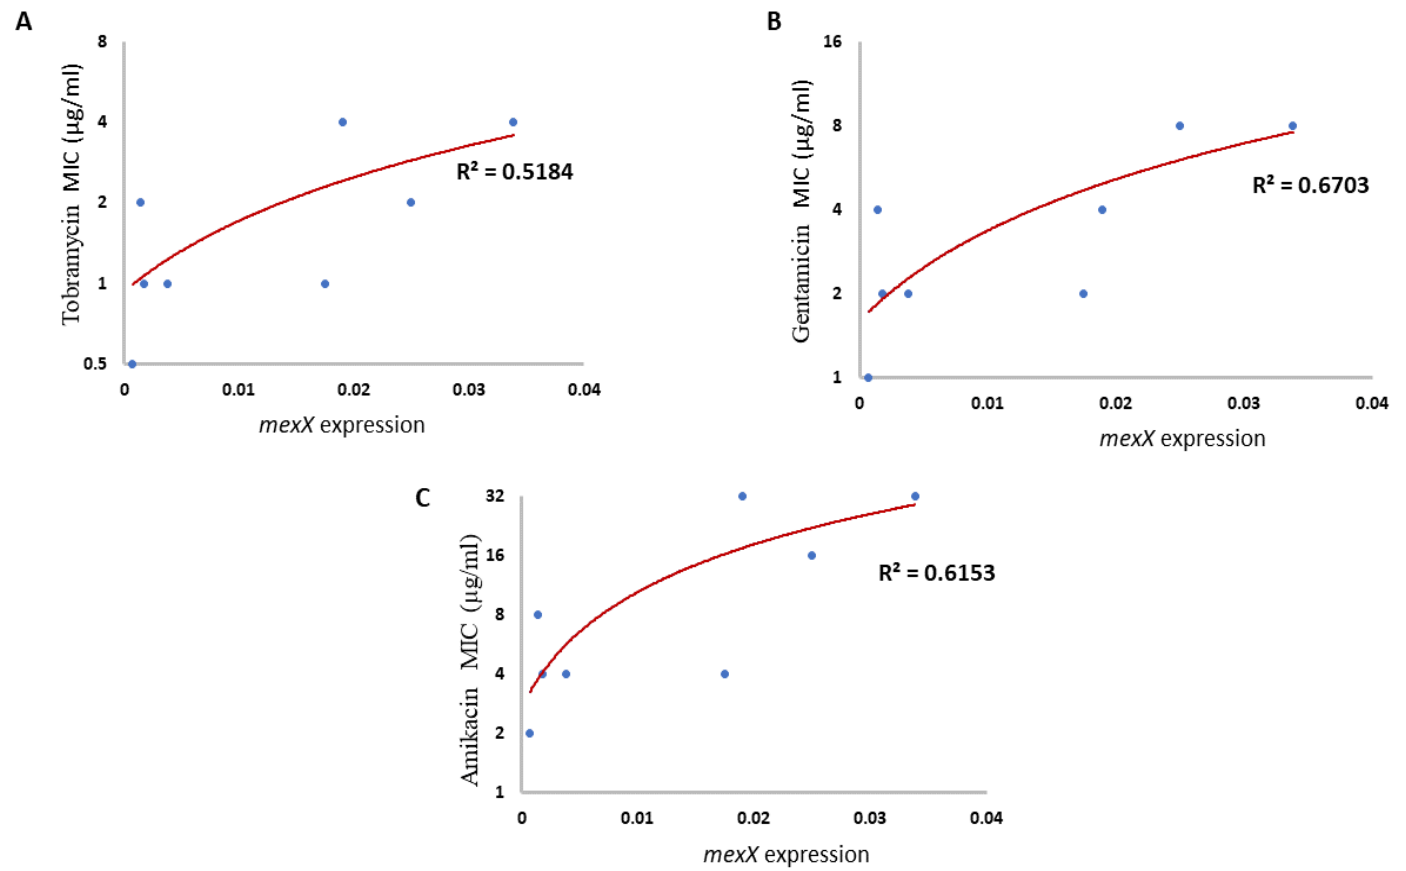 A
Tobramycin MIC (µg/ml)
8
4
2
1
0.5
R² = 0.5184
0 0.01 0.02 0.03 0.04
mexX expression
B
Gentamicin MIC (µg/ml)
16
8
4
2
1
R² = 0.6703
0 0.01 0.02 0.03 0.04
mexX expression
C
Amikacin MIC (µg/ml)
32
16
8
4
2
1
R² = 0.6153
0 0.01 0.02 0.03 0.04
mexX expression